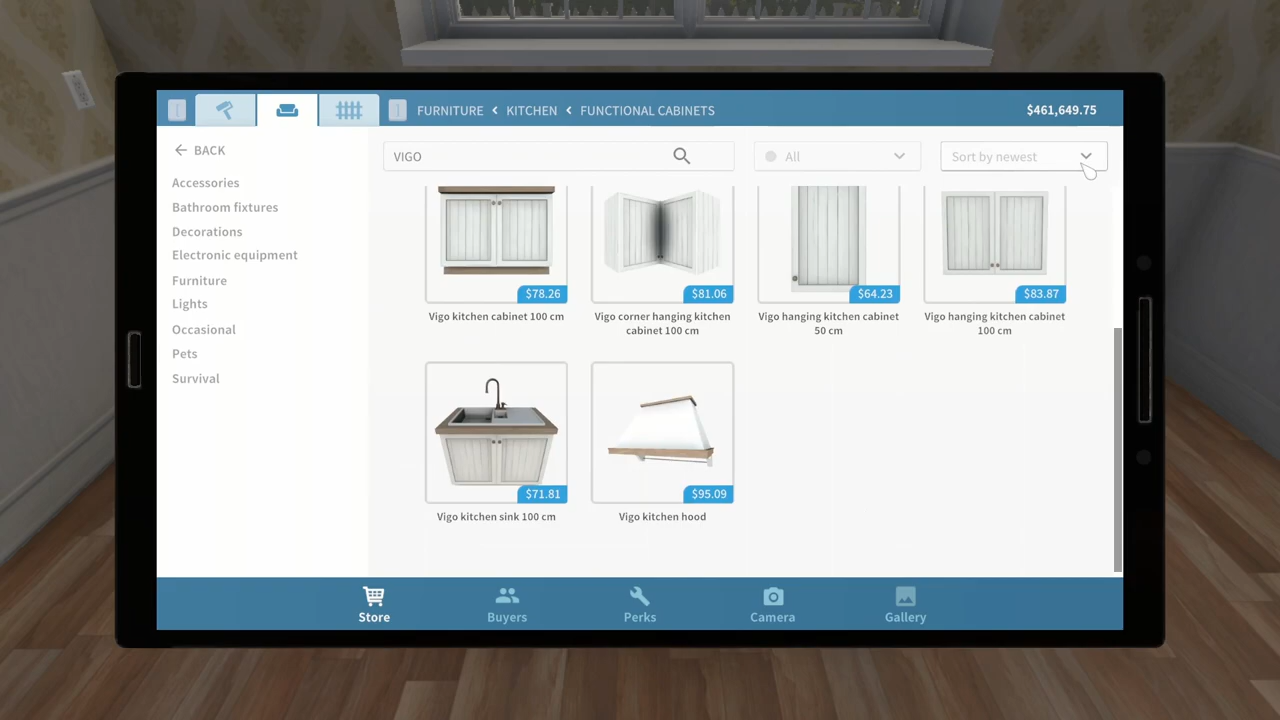 FURNITURE < KITCHEN < FUNCTIONAL CABINETS
$461,649.75
BACK
VIGO
All
Sort by newest
Accessories
Bathroom fixtures
Decorations
Electronic equipment
Furniture
Lights
Occasional
Pets
Survival
$78.26
$81.06
$64.23
$83.87
Vigo kitchen cabinet 100 cm
Vigo corner hanging kitchen
cabinet 100 cm
Vigo hanging kitchen cabinet
50 cm
Vigo hanging kitchen cabinet
100 cm
$71.81
$95.09
Vigo kitchen sink 100 cm
Vigo kitchen hood
Store
Buyers
Perks
Camera
Gallery